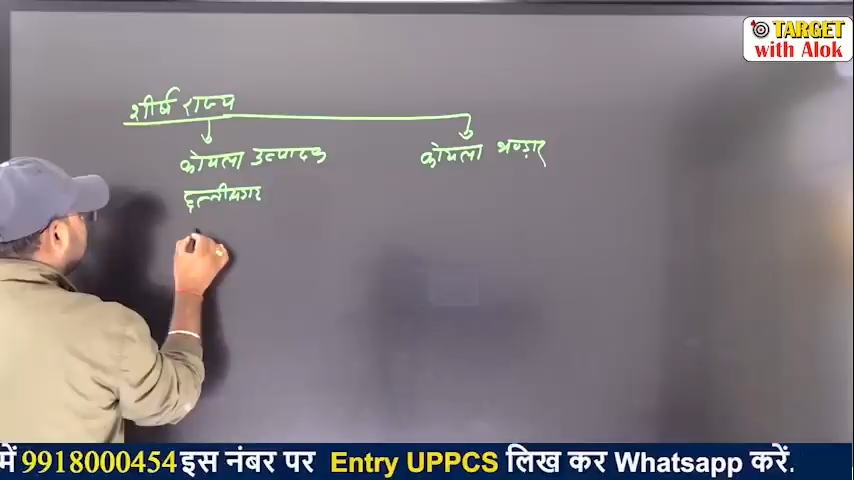 TARGET
with Alok
शीर्ष राज्य
कोयला उत्पादक
कोयला भण्डार
छत्तीसगढ़
में 9918000454 इस नंबर पर Entry UPPCS लिख कर Whatsapp करें.